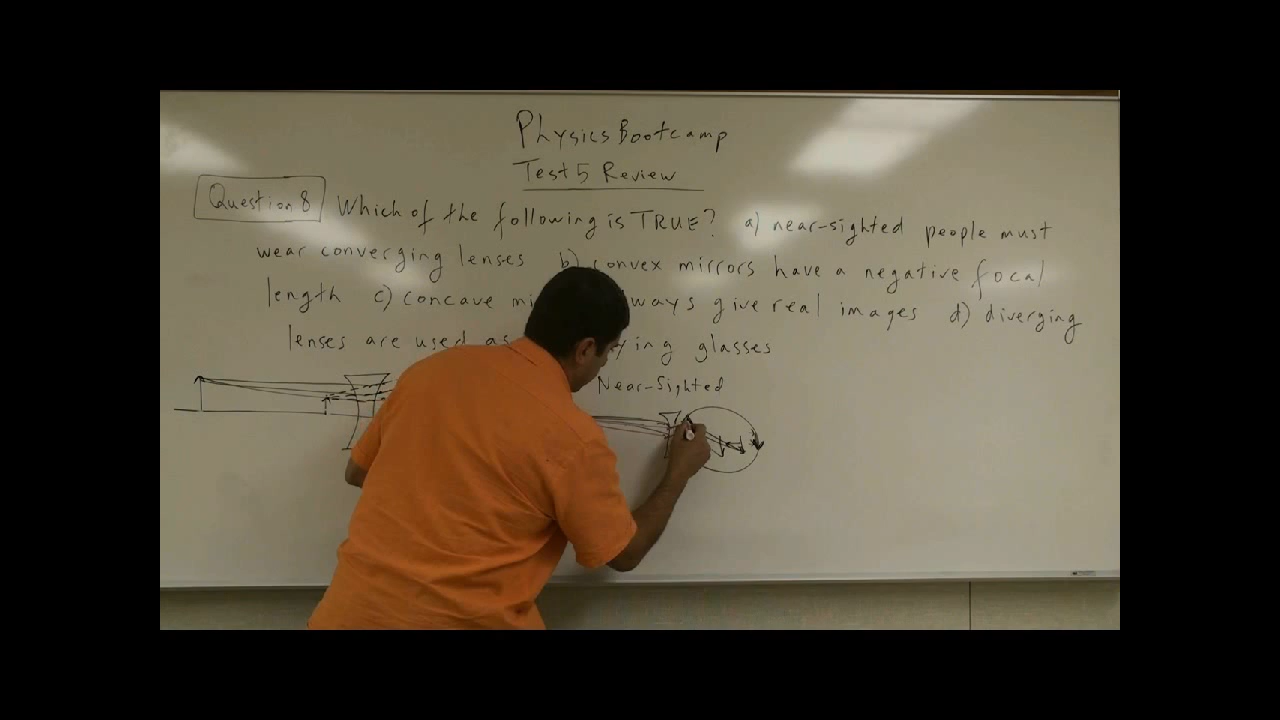 Physics Bootcamp
Test 5 Review
Question 8 Which of the following is TRUE? a) near-sighted people must
wear converging lenses b) convex mirrors have a negative focal
length c) concave give real images d) diverging
lenses are used as glasses
Near-Sighted